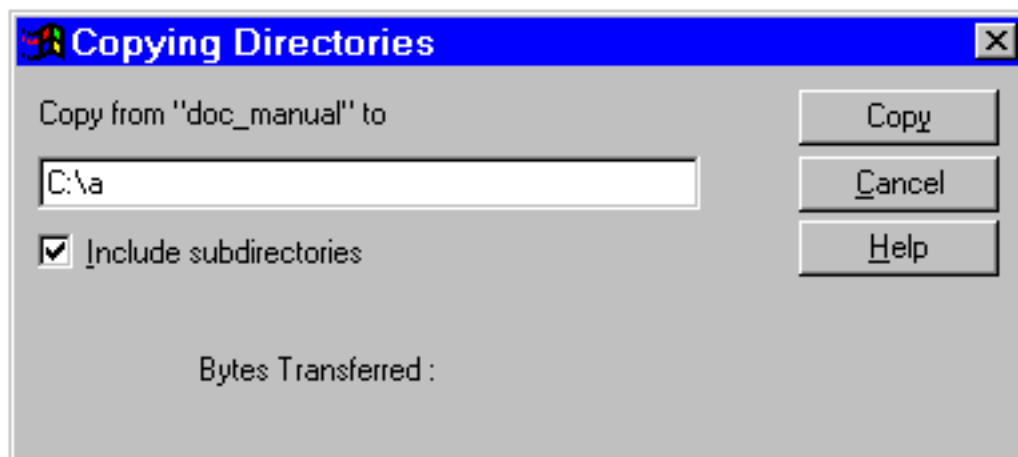 Copying Directories
Copy from "doc_manual" to
Copy
C:\a
Cancel
Include subdirectories
Help
Bytes Transferred :